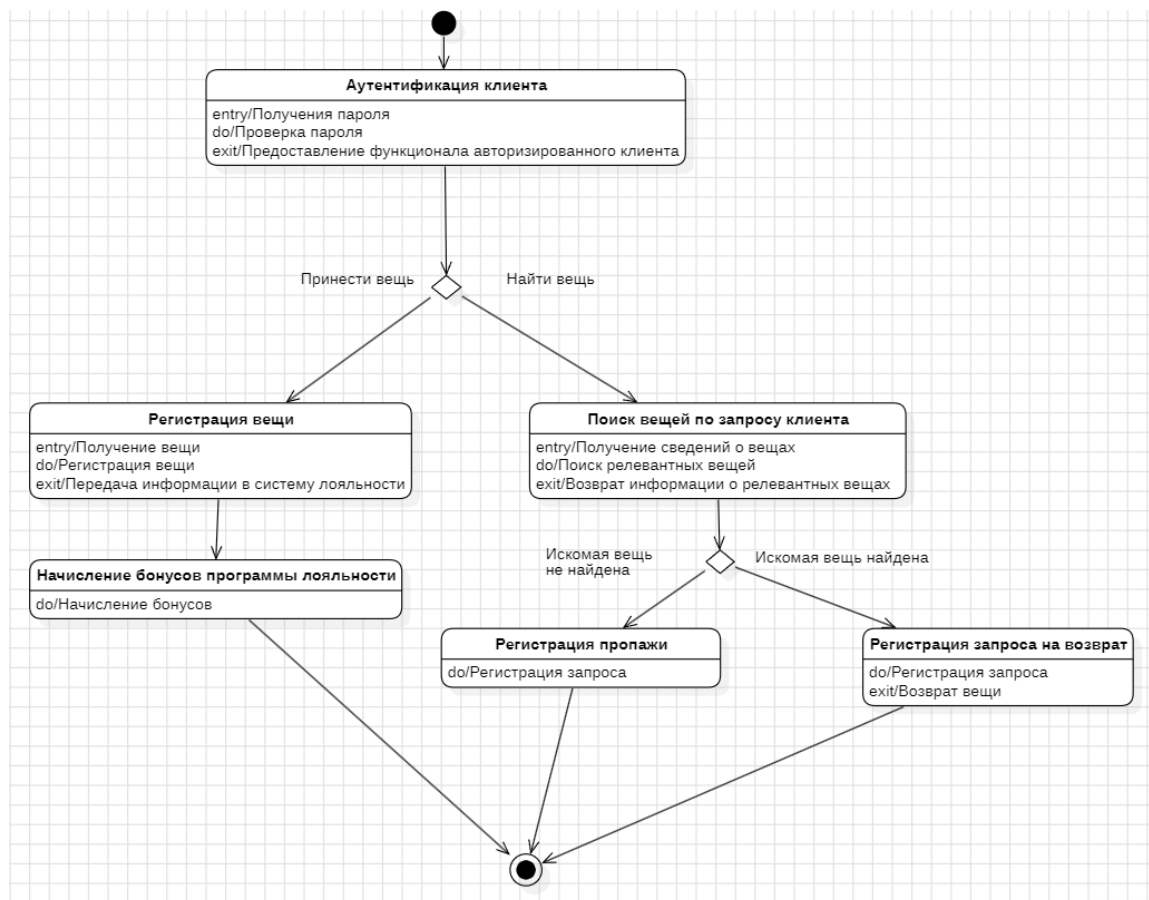 Аутентификация клиента
entry/Получения пароля
do/Проверка пароля
exit/Предоставление функционала авторизированного клиента
Принести вещь
Найти вещь
Регистрация вещи
entry/Получение вещи
do/Регистрация вещи
exit/Передача информации в систему лояльности
Поиск вещей по запросу клиента
entry/Получение сведений о вещах
do/Поиск релевантных вещей
exit/Возврат информации о релевантных вещах
Начисление бонусов программы лояльности
do/Начисление бонусов
Искомая вещь
не найдена
Искомая вещь найдена
Регистрация пропажи
do/Регистрация запроса
Регистрация запроса на возврат
do/Регистрация запроса
exit/Возврат вещи